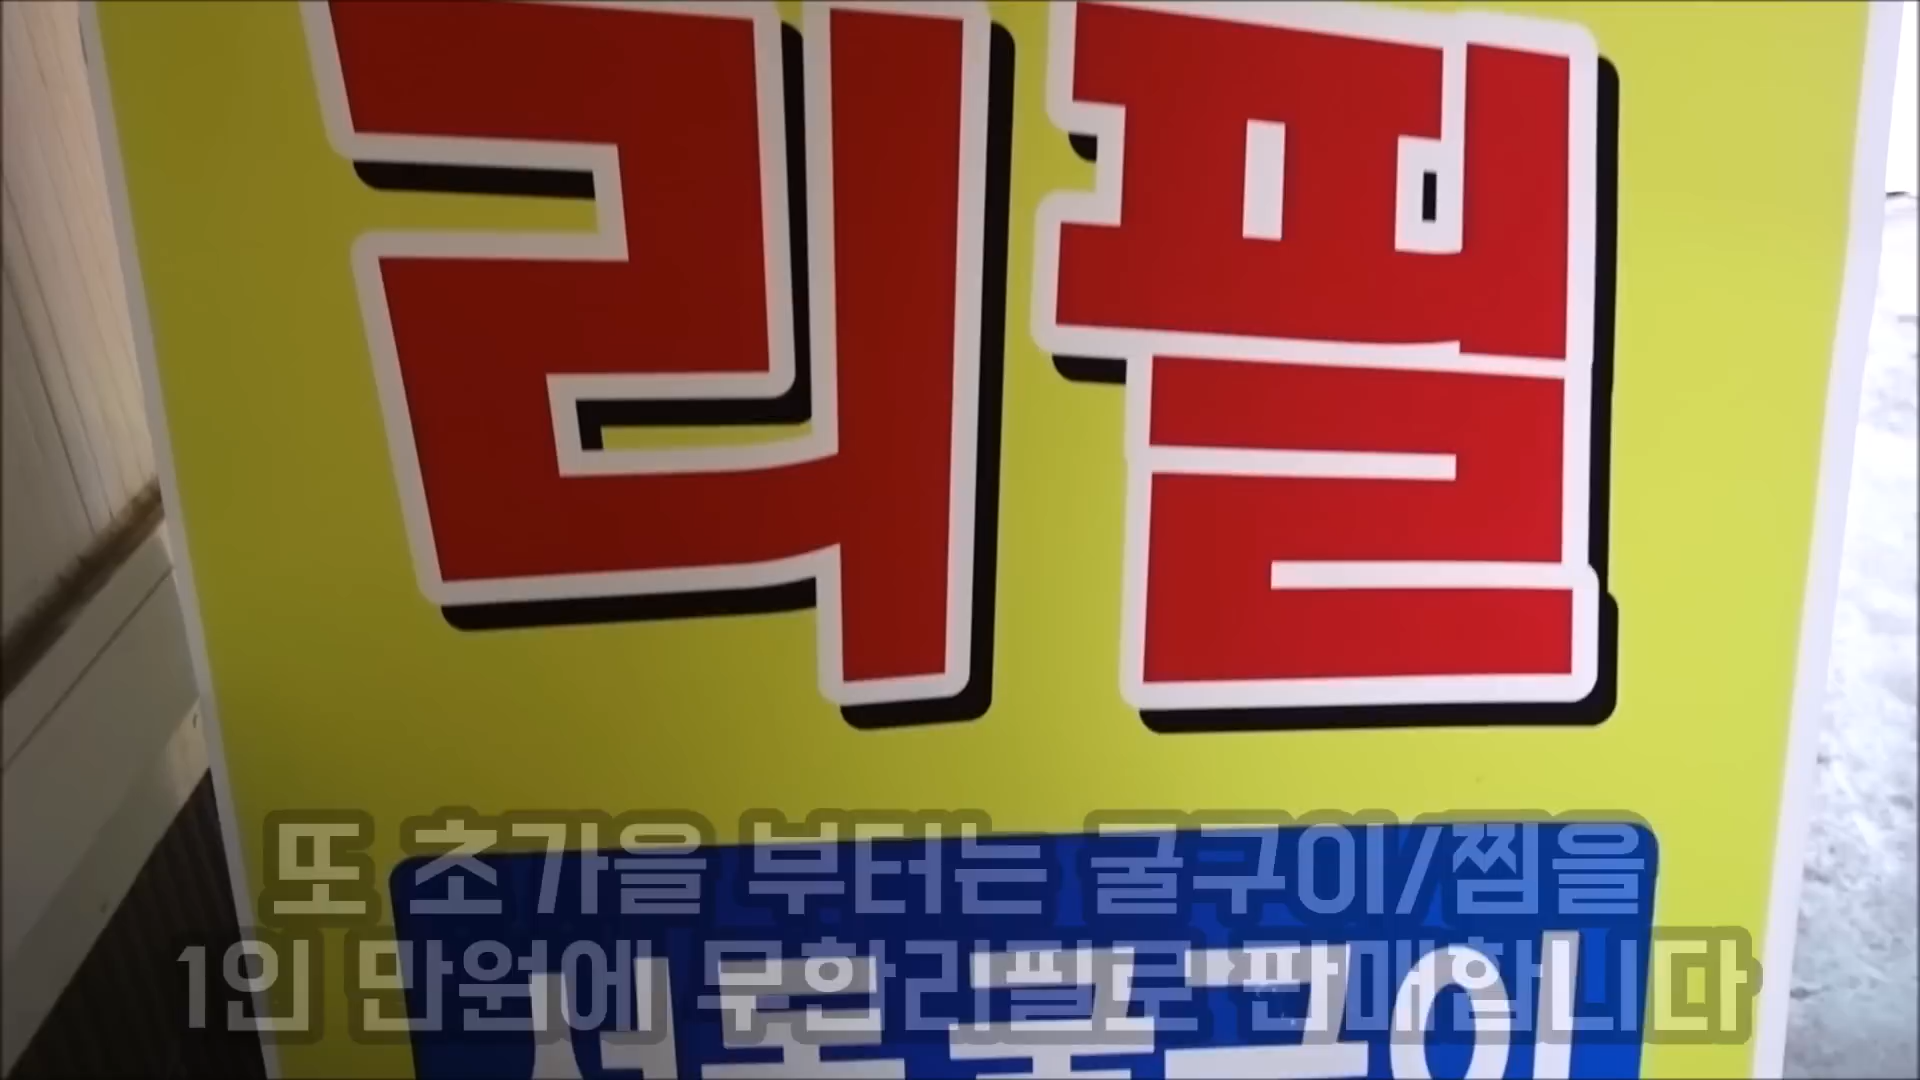 리필
또 초가을 부터는 굴구이/찜을
1인 만원에 무한리필로 판매합니다